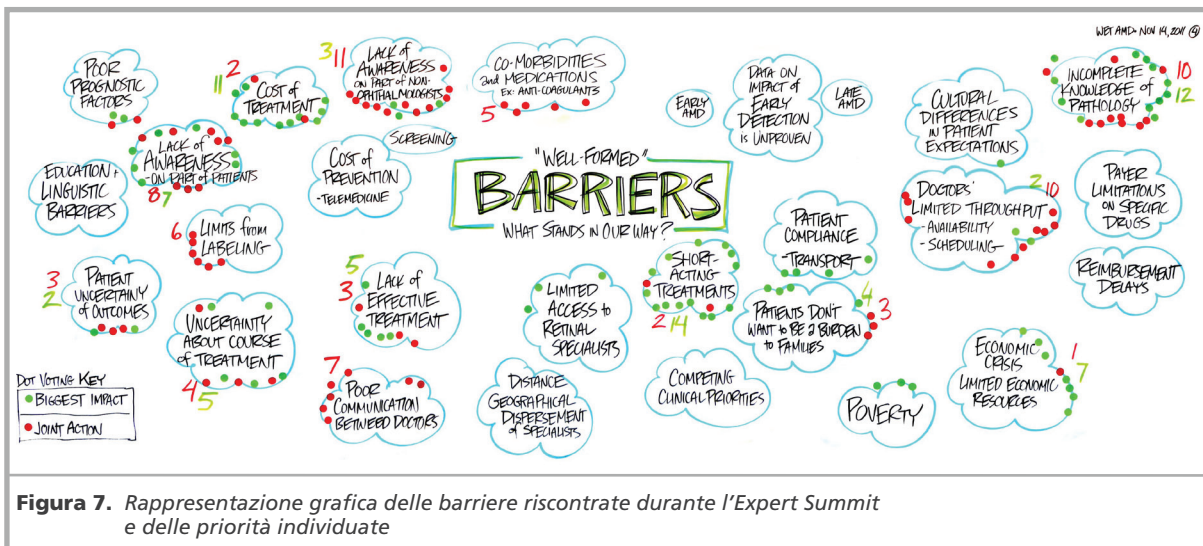 WET AMD - NOV 14, 2011
POOR
PROGNOSTIC
FACTORS
11
2
COST OF
TREATMENT
3
11
LACK OF
AWARENESS
ON PART OF NON-
OPHTHALMOLOGISTS
CO-MORBIDITIES
and MEDICATIONS
EX: ANTI-COAGULANTS
5
EARLY
AMD
DATA ON
IMPACT OF
EARLY
DETECTION
IS UNPROVEN
LATE
AMD
CULTURAL
DIFFERENCES
IN PATIENT
EXPECTATIONS
INCOMPLETE
KNOWLEDGE OF
PATHOLOGY
10
12
EDUCATION +
LINGUISTIC
BARRIERS
LACK OF
AWARENESS
-ON PART OF PATIENTS
8
7
SCREENING
COST OF
PREVENTION
-TELEMEDICINE
"WELL-FORMED"
BARRIERS
WHAT STANDS IN OUR WAY?
DOCTORS'
LIMITED THROUGHPUT
- AVAILABILITY
- SCHEDULING
2
10
PAYER
LIMITATIONS
ON SPECIFIC
DRUGS
6
LIMITS FROM
LABELING
PATIENT
COMPLIANCE
-TRANSPORT
REIMBURSEMENT
DELAYS
3
2
PATIENT
UNCERTAINTY
OF OUTCOMES
UNCERTAINTY
ABOUT COURSE
OF TREATMENT
4
5
5
3
LACK OF
EFFECTIVE
TREATMENT
LIMITED
ACCESS TO
RETINAL
SPECIALISTS
SHORT-
ACTING
TREATMENTS
2
14
PATIENTS DON'T
WANT TO BE A BURDEN
TO FAMILIES
4
3
ECONOMIC
CRISIS
LIMITED ECONOMIC
RESOURCES
1
7
7
POOR
COMMUNICATION
BETWEED DOCTORS
DISTANCE
GEOGRAPHICAL
DISPERSEMENT
OF SPECIALISTS
COMPETING
CLINICAL PRIORITIES
POVERTY
DOT VOTING KEY
BIGGEST IMPACT
JOINT ACTION
Figura 7. Rappresentazione grafica delle barriere riscontrate durante l'Expert Summit
e delle priorità individuate